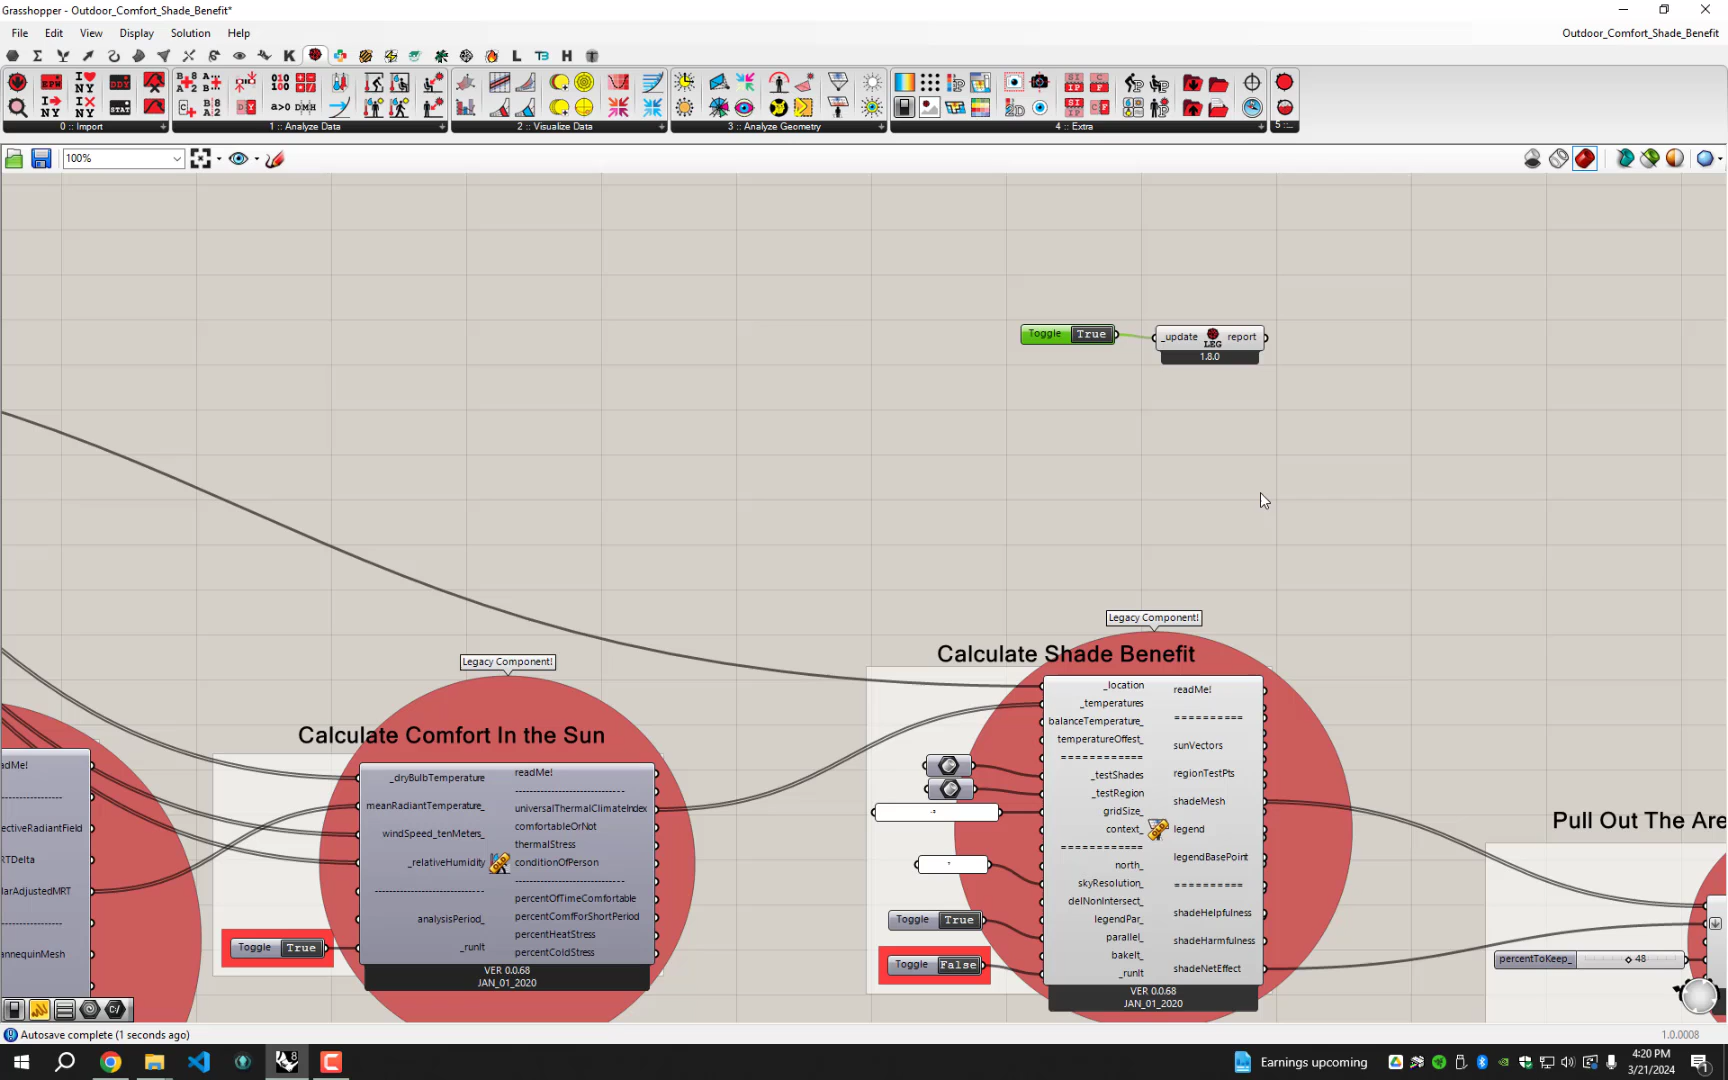 Grasshopper - Outdoor_Comfort_Shade_Benefit*
File Edit View Display Solution Help
Outdoor_Comfort_Shade_Benefit*
0 :: Import
1 :: Analyze Data
2 :: Visualize Data
3 :: Analyze Geometry
4 :: Extra
5 ::...
100%
Toggle True
_update LEG report
1.8.0
Legacy Component!
Calculate Shade Benefit
_location
_temperatures
balanceTemperature_
temperatureOffest_
============
_testShades
_testRegion
gridSize_
context_
============
north_
skyResolution_
delNonIntersect_
legendPar_
parallel_
bakeIt_
_runIt
readMe!
==========
sunVectors
regionTestPts
shadeMesh
legend
legendBasePoint
==========
shadeHelpfulness
shadeHarmfulness
shadeNetEffect
VER 0.0.68
JAN_01_2020
Toggle True
Toggle False
Legacy Component!
Calculate Comfort In the Sun
_dryBulbTemperature
meanRadiantTemperature_
windSpeed_tenMeters_
_relativeHumidity
analysisPeriod_
_runIt
readMe!
universalThermalClimateIndex
comfortableOrNot
thermalStress
conditionOfPerson
percentOfTimeComfortable
percentComfForShortPeriod
percentHeatStress
percentColdStress
VER 0.0.68
JAN_01_2020
Toggle True
eadMe!
ectiveRadiantField
RTDelta
larAdjustedMRT
annequinMesh
Pull Out The Are
percentToKeep_ 48
Autosave complete (1 seconds ago)
1.0.0008
Earnings upcoming
4:20 PM
3/21/2024